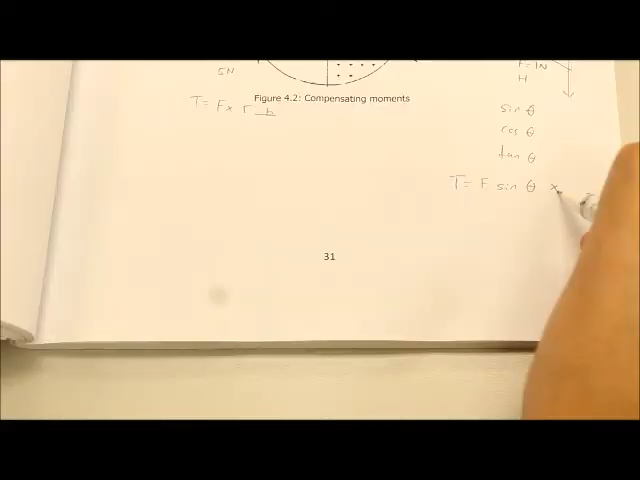 5N
F= 1N
H
Figure 4.2: Compensating moments
T= F× r
sin θ
cos θ
tan θ
T= F sin θ ×
31